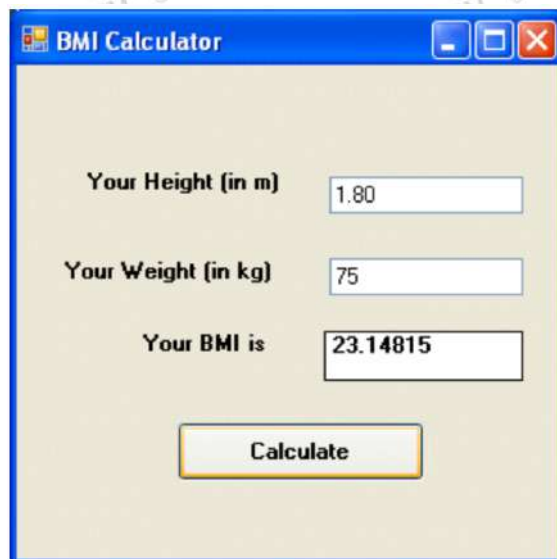 BMI Calculator
Your Height (in m) 1.80
Your Weight (in kg) 75
Your BMI is 23.14815
Calculate